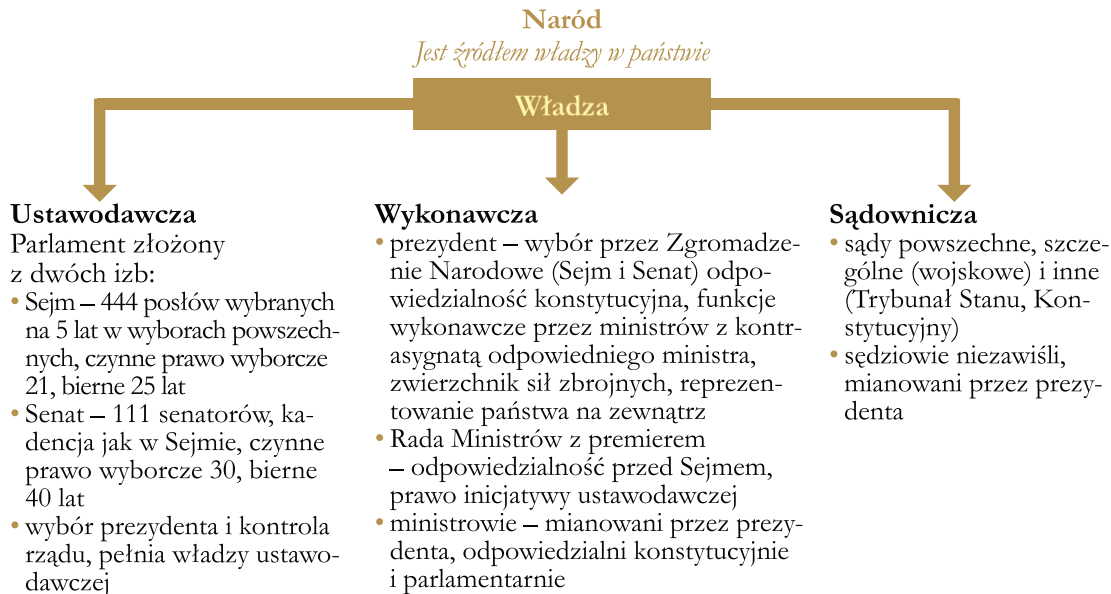 Naród
Jest źródłem władzy w państwie
Władza
Ustawodawcza
Parlament złożony
z dwóch izb:
• Sejm – 444 posłów wybranych
na 5 lat w wyborach powszech-
nych, czynne prawo wyborcze
21, bierne 25 lat
• Senat – 111 senatorów, ka-
dencja jak w Sejmie, czynne
prawo wyborcze 30, bierne
40 lat
• wybór prezydenta i kontrola
rządu, pełnia władzy ustawo-
dawczej
Wykonawcza
• prezydent – wybór przez Zgromadze-
nie Narodowe (Sejm i Senat) odpo-
wiedzialność konstytucyjna, funkcje
wykonawcze przez ministrów z kontr-
asygnatą odpowiedniego ministra,
zwierzchnik sił zbrojnych, reprezen-
towanie państwa na zewnątrz
• Rada Ministrów z premierem
– odpowiedzialność przed Sejmem,
prawo inicjatywy ustawodawczej
• ministrowie – mianowani przez prezy-
denta, odpowiedzialni konstytucyjnie
i parlamentarnie
Sądownicza
• sądy powszechne, szcze-
gólne (wojskowe) i inne
(Trybunał Stanu, Kon-
stytucyjny)
• sędziowie niezawiśli,
mianowani przez prezy-
denta